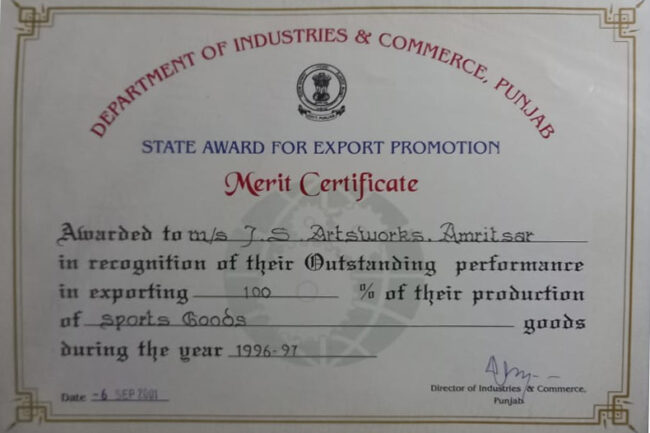 DEPARTMENT OF INDUSTRIES & COMMERCE, PUNJAB
STATE AWARD FOR EXPORT PROMOTION
Merit Certificate
Awarded to m/s J.S. Artsworks, Amritsar
in recognition of their Outstanding performance
in exporting 100 % of their production
of sports Goods goods
during the year 1996-97
Date -6 SEP 2001
Director of Industries & Commerce,
Punjab